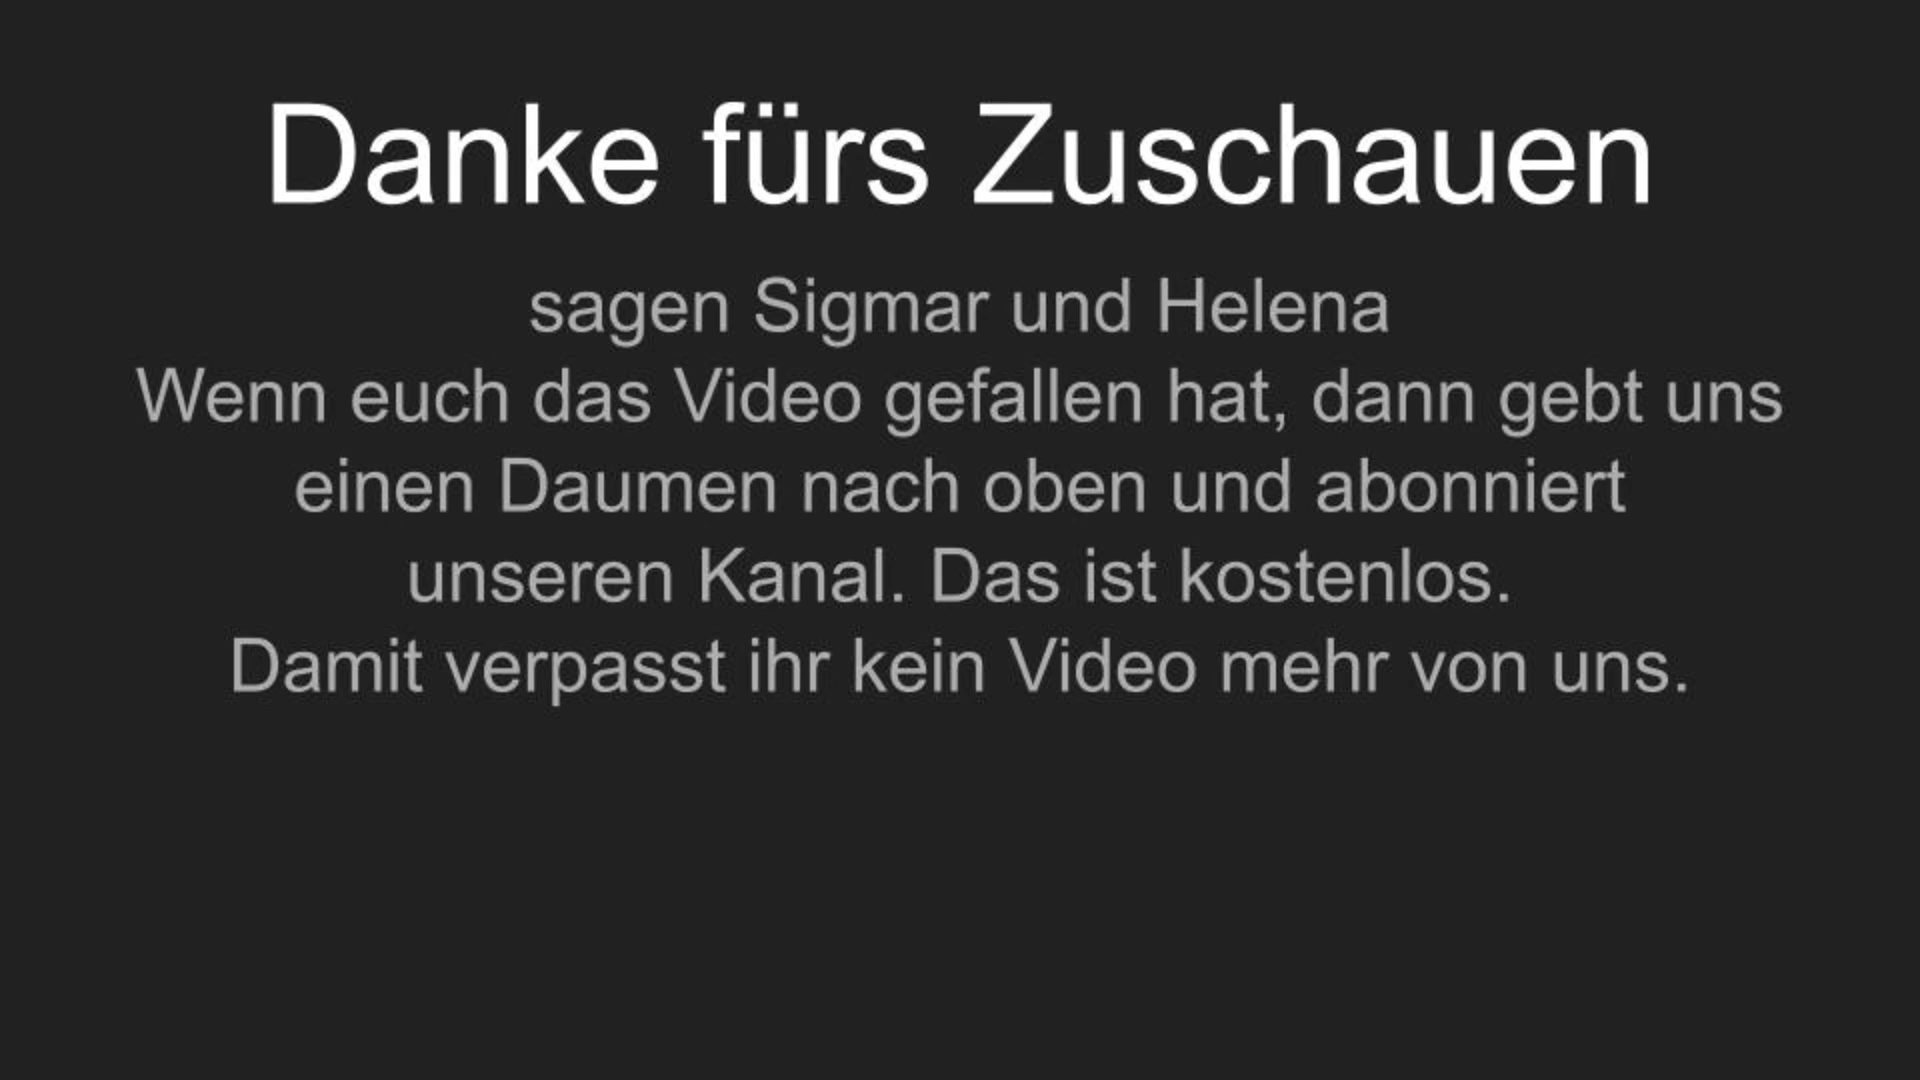 Danke fürs Zuschauen
sagen Sigmar und Helena
Wenn euch das Video gefallen hat, dann gebt uns
einen Daumen nach oben und abonniert
unseren Kanal. Das ist kostenlos.
Damit verpasst ihr kein Video mehr von uns.